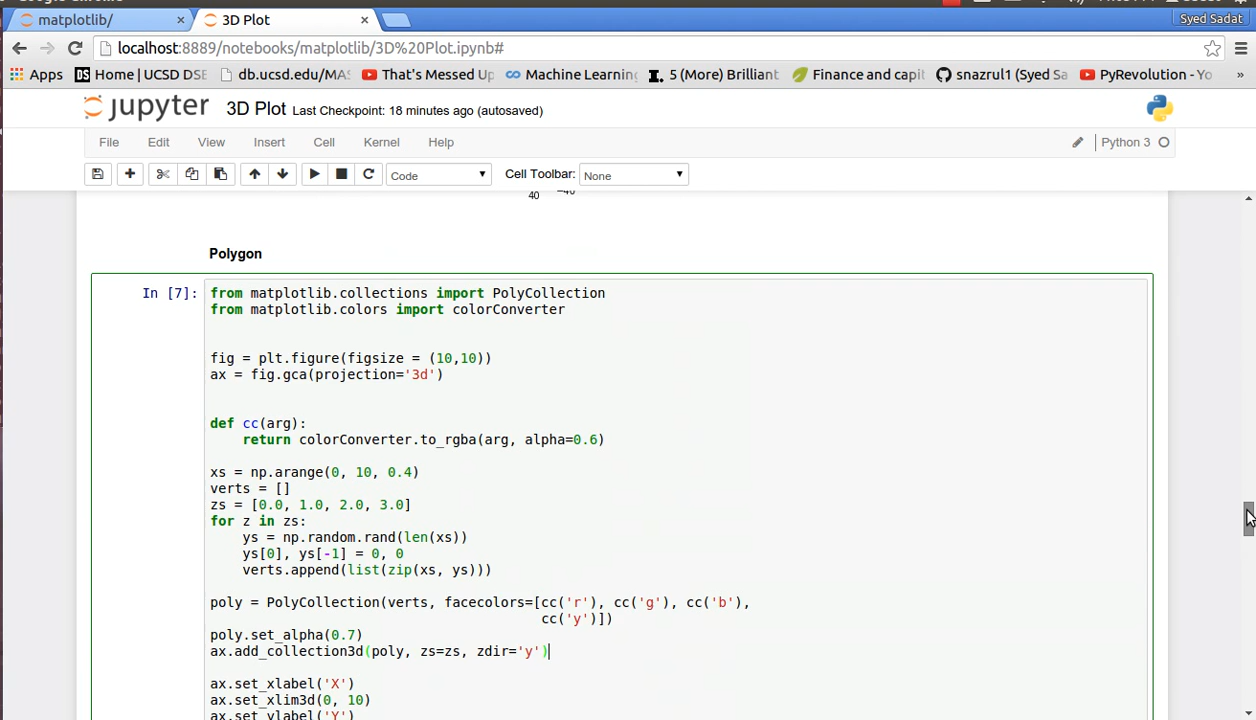 matplotlib/ × 3D Plot × Syed Sadat
localhost:8889/notebooks/matplotlib/3D%20Plot.ipynb#
Apps DS Home | UCSD DSE db.ucsd.edu/MAS That's Messed Up Machine Learning 5 (More) Brilliant Finance and capit snazrul1 (Syed Sa PyRevolution - Yo »
jupyter 3D Plot Last Checkpoint: 18 minutes ago (autosaved)
File Edit View Insert Cell Kernel Help Python 3
Code Cell Toolbar: None
40 −40
Polygon
In [7]: from matplotlib.collections import PolyCollection
from matplotlib.colors import colorConverter
fig = plt.figure(figsize = (10,10))
ax = fig.gca(projection='3d')
def cc(arg):
    return colorConverter.to_rgba(arg, alpha=0.6)
xs = np.arange(0, 10, 0.4)
verts = []
zs = [0.0, 1.0, 2.0, 3.0]
for z in zs:
    ys = np.random.rand(len(xs))
    ys[0], ys[-1] = 0, 0
    verts.append(list(zip(xs, ys)))
poly = PolyCollection(verts, facecolors=[cc('r'), cc('g'), cc('b'),
                                         cc('y')])
poly.set_alpha(0.7)
ax.add_collection3d(poly, zs=zs, zdir='y')
ax.set_xlabel('X')
ax.set_xlim3d(0, 10)
ax.set_ylabel('Y')